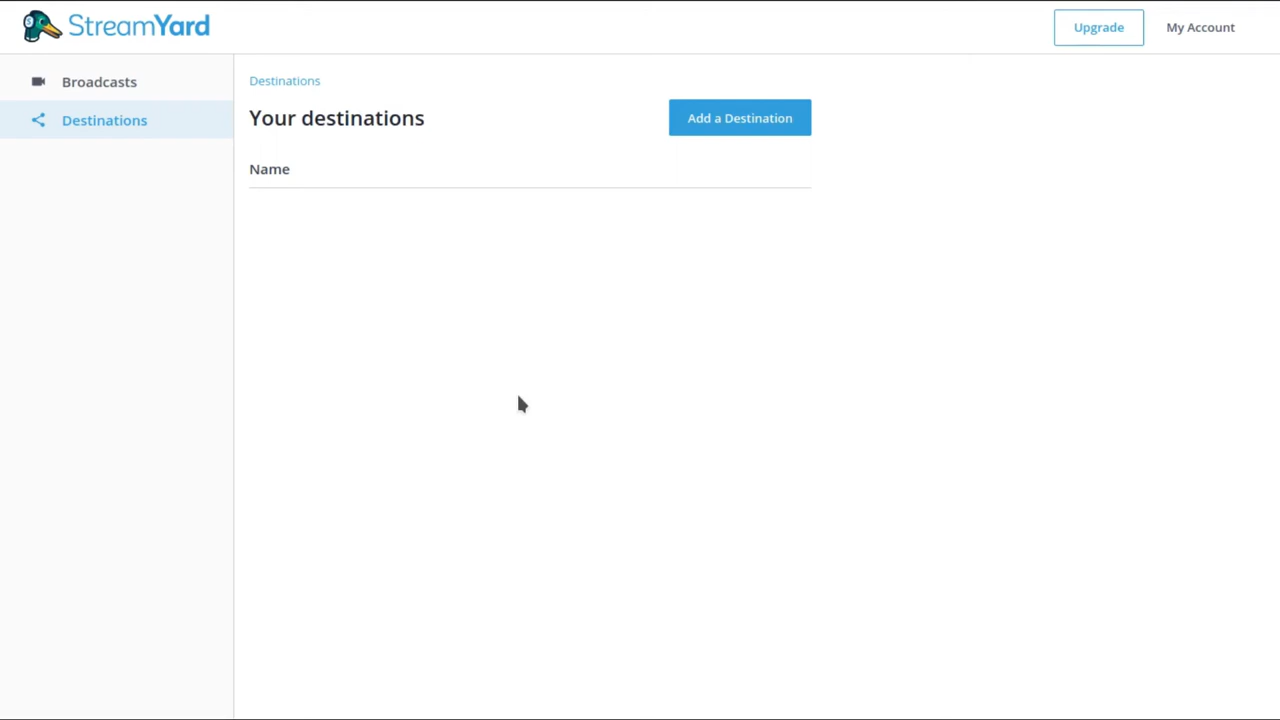 StreamYard
Upgrade
My Account
Broadcasts
Destinations
Destinations
Your destinations
Add a Destination
Name